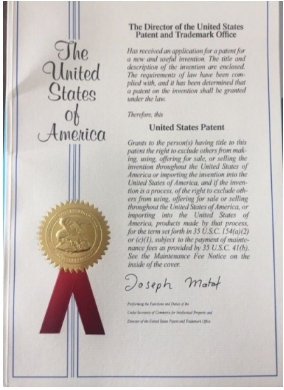 The
United
States
of
America
The Director of the United States
Patent and Trademark Office
Has received an application for a patent for
a new and useful invention. The title and
description of the invention are enclosed.
The requirements of law have been com-
plied with, and it has been determined that
a patent on the invention shall be granted
under the law.
Therefore, this
United States Patent
Grants to the person(s) having title to this
patent the right to exclude others from mak-
ing, using, offering for sale, or selling the
invention throughout the United States of
America or importing the invention into the
United States of America, and if the inven-
tion is a process, of the right to exclude oth-
ers from using, offering for sale or selling
throughout the United States of America, or
importing into the United States of
America, products made by that process,
for the term set forth in 35 U.S.C. 154(a)(2)
or (c)(1), subject to the payment of mainte-
nance fees as provided by 35 U.S.C. 41(b).
See the Maintenance Fee Notice on the
inside of the cover.
Joseph Matal
Performing the Functions and Duties of the
Under Secretary of Commerce for Intellectual Property and
Director of the United States Patent and Trademark Office